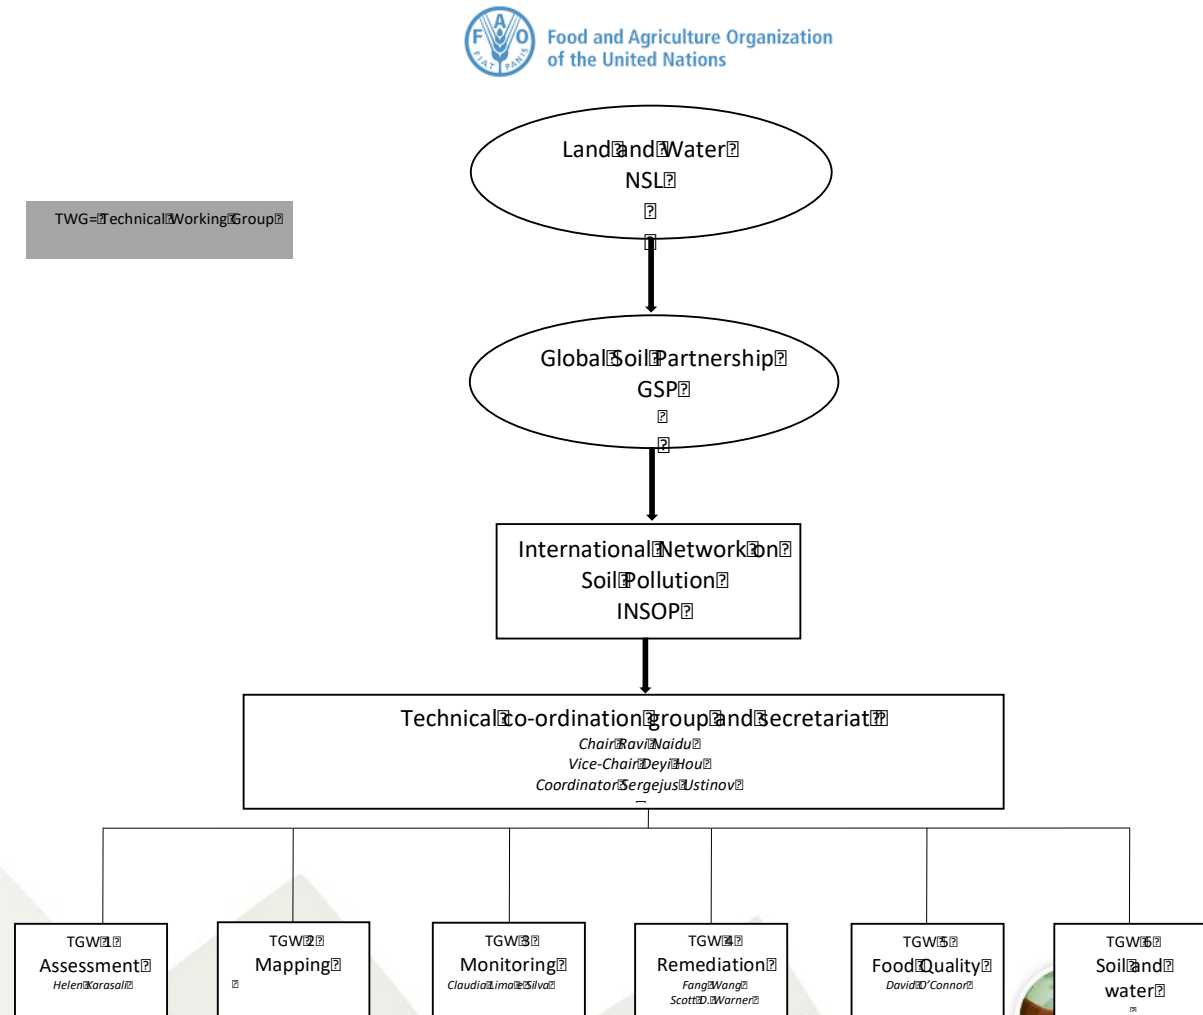 FAO
FIAT PANIS
Food and Agriculture Organization
of the United Nations
Land and Water
NSL
TWG= Technical Working Group
Global Soil Partnership
GSP
International Network on
Soil Pollution
INSOP
Technical co-ordination group and secretariat
Chair Ravi Naidu
Vice-Chair Deyi Hou
Coordinator Sergejus Ustinov
TGW 1
Assessment
Helen Karasali
TGW 2
Mapping
TGW 3
Monitoring
Claudia Lima e Silva
TGW 4
Remediation
Fang Wang
Scott D. Warner
TGW 5
Food Quality
David O’Connor
TGW 6
Soil and
water